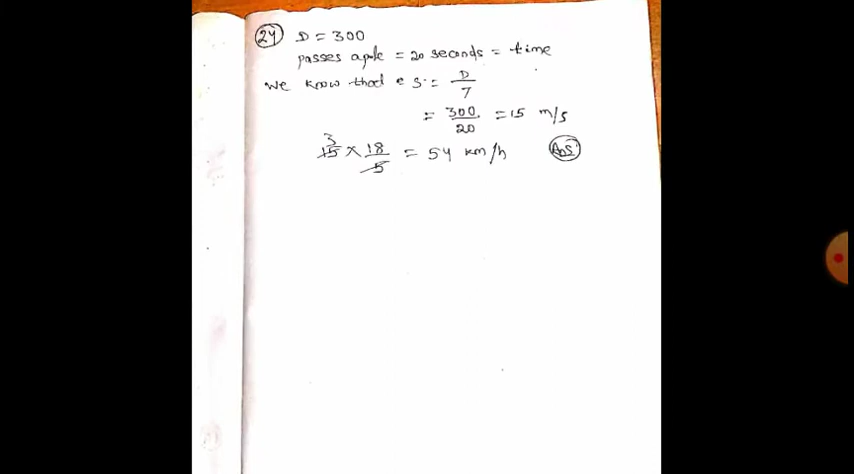 24 D = 300
passes a pole = 20 seconds = time
We know that S = D/T
= 300/20 = 15 m/s
3
15 × 18/5 = 54 km/h Ans